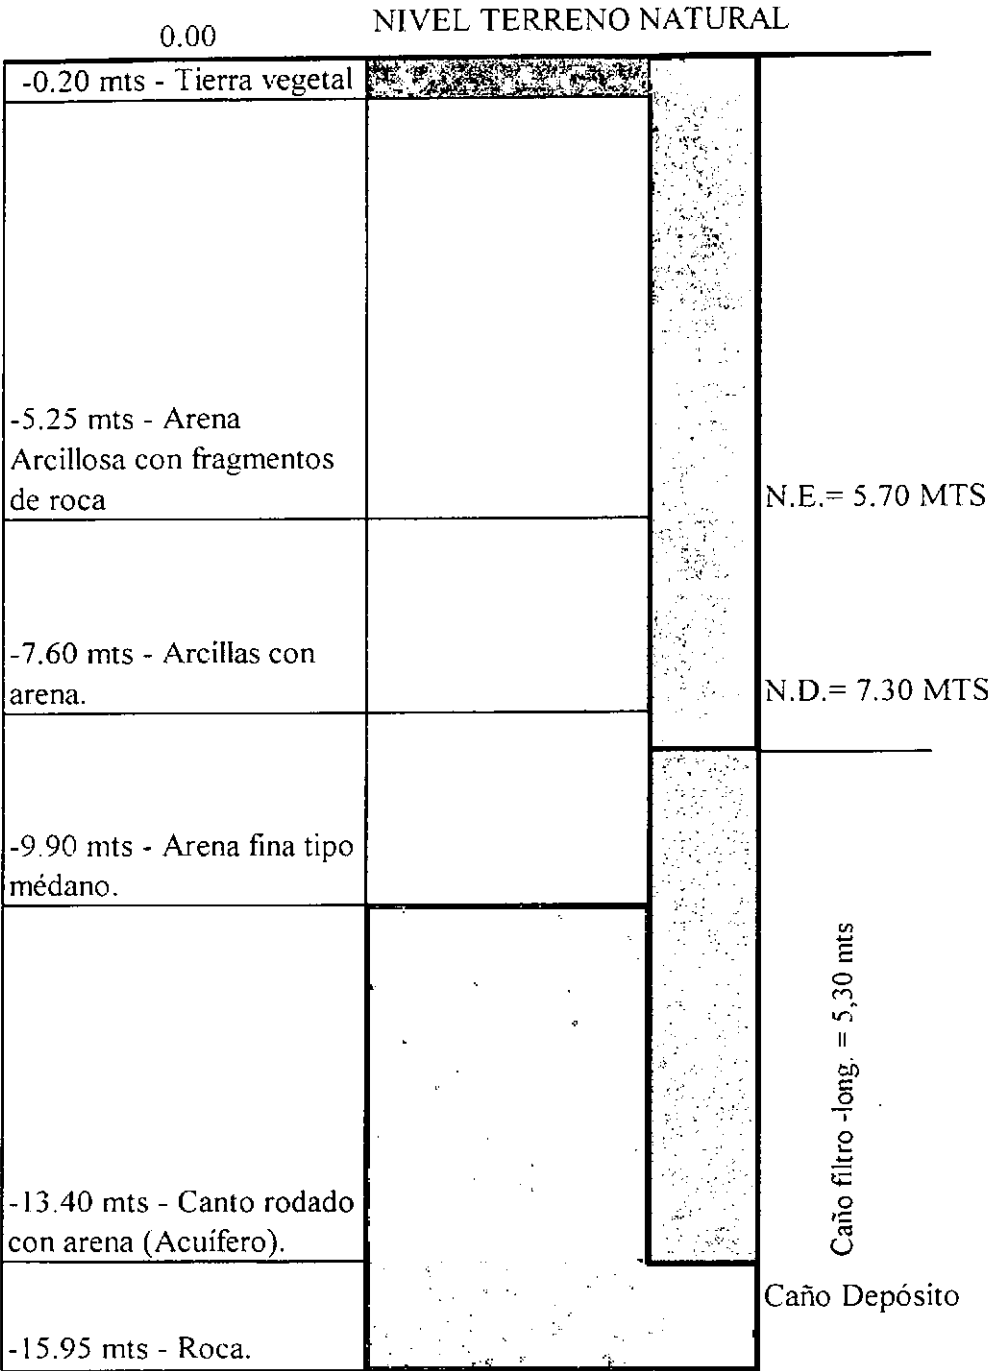 NIVEL TERRENO NATURAL
0.00
-0.20 mts - Tierra vegetal
-5.25 mts - Arena
Arcillosa con fragmentos
de roca
N.E.= 5.70 MTS
-7.60 mts - Arcillas con
arena.
N.D.= 7.30 MTS
-9.90 mts - Arena fina tipo
médano.
Caño filtro -long. = 5,30 mts
-13.40 mts - Canto rodado
con arena (Acuífero).
Caño Depósito
-15.95 mts - Roca.